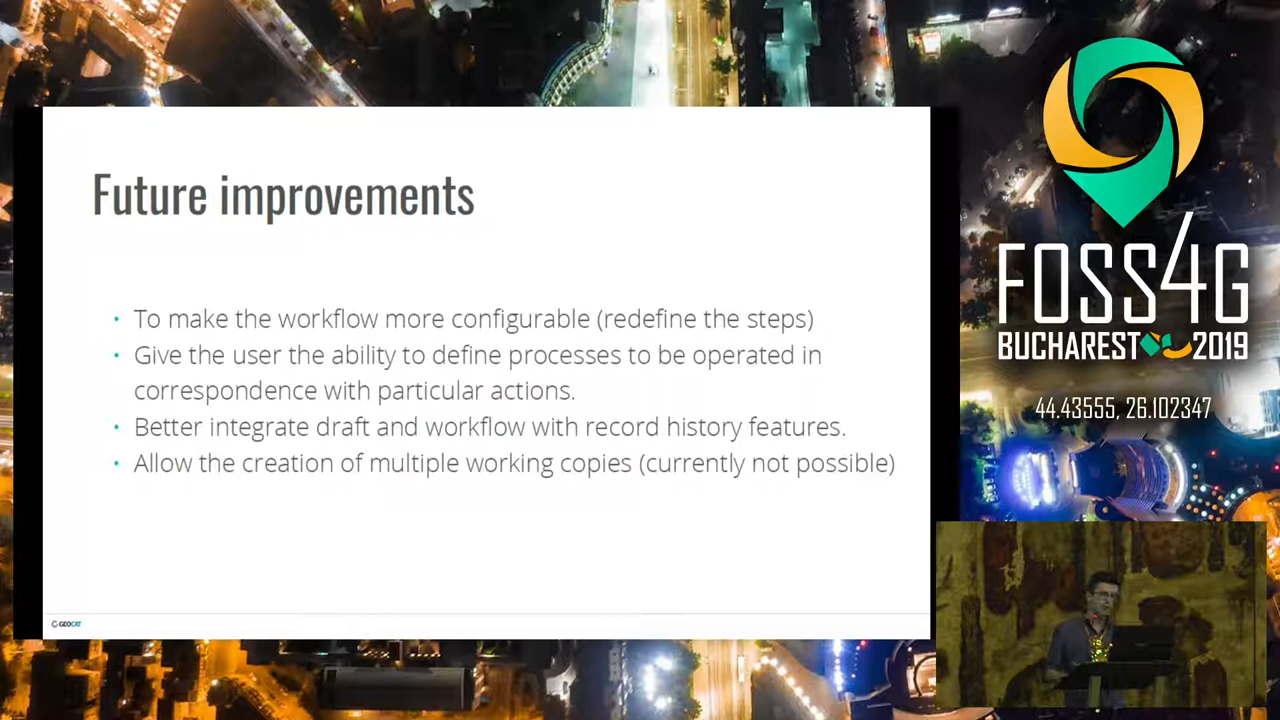 Future improvements
• To make the workflow more configurable (redefine the steps)
• Give the user the ability to define processes to be operated in
correspondence with particular actions.
• Better integrate draft and workflow with record history features.
• Allow the creation of multiple working copies (currently not possible)
GEOCAT
FOSS4G
BUCHAREST 2019
44.43555, 26.102347